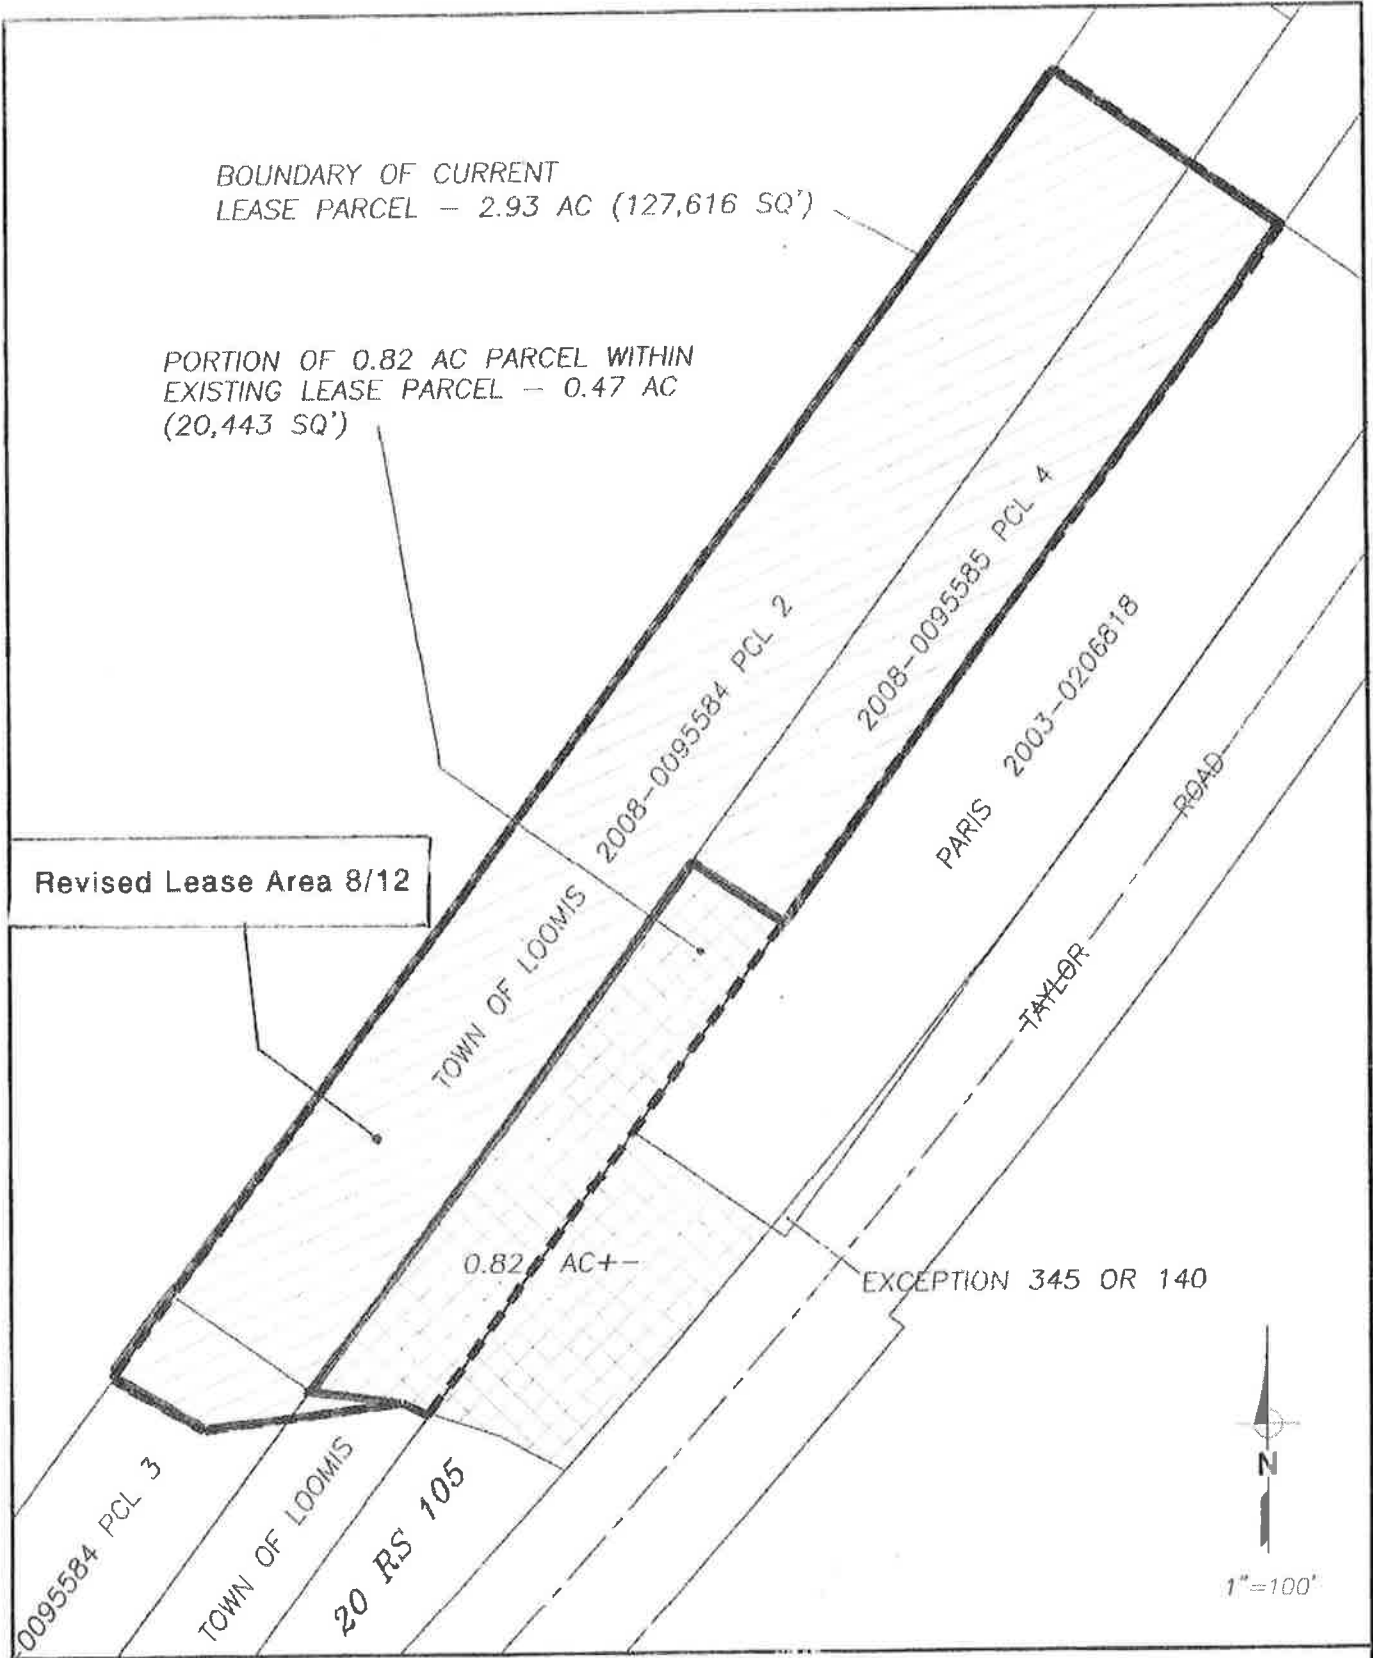 BOUNDARY OF CURRENT
LEASE PARCEL – 2.93 AC (127,616 SQ')
PORTION OF 0.82 AC PARCEL WITHIN
EXISTING LEASE PARCEL – 0.47 AC
(20,443 SQ')
2008-0095585 PCL 4
2008-0095584 PCL 2
PARIS 2003-0206818
TAYLOR ROAD
Revised Lease Area 8/12
TOWN OF LOOMIS
0.82 AC+-
EXCEPTION 345 OR 140
0095584 PCL 3
TOWN OF LOOMIS
20 RS 105
N
1"=100'